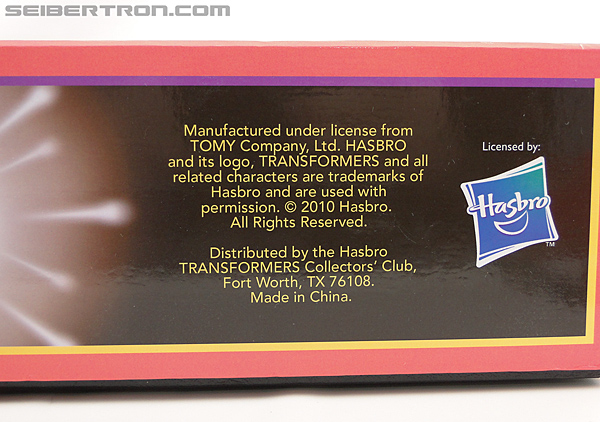 SEIBERTRON.COM
Manufactured under license from
TOMY Company, Ltd. HASBRO
and its logo, TRANSFORMERS and all
related characters are trademarks of
Hasbro and are used with
permission. © 2010 Hasbro.
All Rights Reserved.
Distributed by the Hasbro
TRANSFORMERS Collectors' Club,
Fort Worth, TX 76108.
Made in China.
Licensed by:
Hasbro
TM